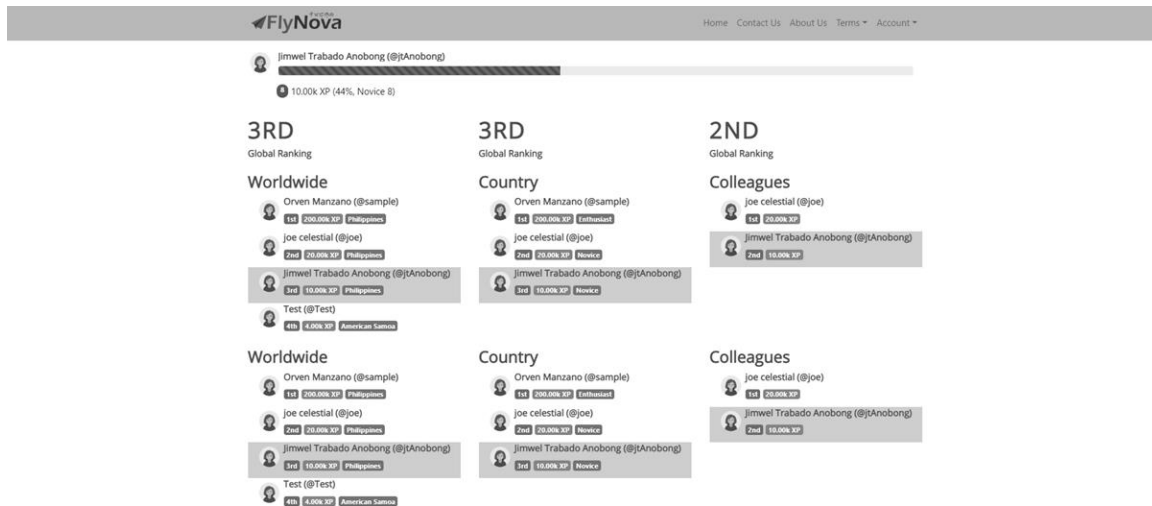 FlyNova
Home Contact Us About Us Terms Account
Jimwel Trabado Anobong (@jtAnobong)
10.00k XP (44%, Novice 8)
3RD
Global Ranking
3RD
Global Ranking
2ND
Global Ranking
Worldwide
Orven Manzano (@sample)
1st 200.00k XP Philippines
joe celestial (@joe)
2nd 20.00k XP Philippines
Jimwel Trabado Anobong (@jtAnobong)
3rd 10.00k XP Philippines
Test (@Test)
4th 4.00k XP American Samoa
Country
Orven Manzano (@sample)
1st 200.00k XP Enthusiast
joe celestial (@joe)
2nd 20.00k XP Novice
Jimwel Trabado Anobong (@jtAnobong)
3rd 10.00k XP Novice
Colleagues
joe celestial (@joe)
1st 20.00k XP
Jimwel Trabado Anobong (@jtAnobong)
2nd 10.00k XP
Worldwide
Orven Manzano (@sample)
1st 200.00k XP Philippines
joe celestial (@joe)
2nd 20.00k XP Philippines
Jimwel Trabado Anobong (@jtAnobong)
3rd 10.00k XP Philippines
Test (@Test)
4th 4.00k XP American Samoa
Country
Orven Manzano (@sample)
1st 200.00k XP Enthusiast
joe celestial (@joe)
2nd 20.00k XP Novice
Jimwel Trabado Anobong (@jtAnobong)
3rd 10.00k XP Novice
Colleagues
joe celestial (@joe)
1st 20.00k XP
Jimwel Trabado Anobong (@jtAnobong)
2nd 10.00k XP